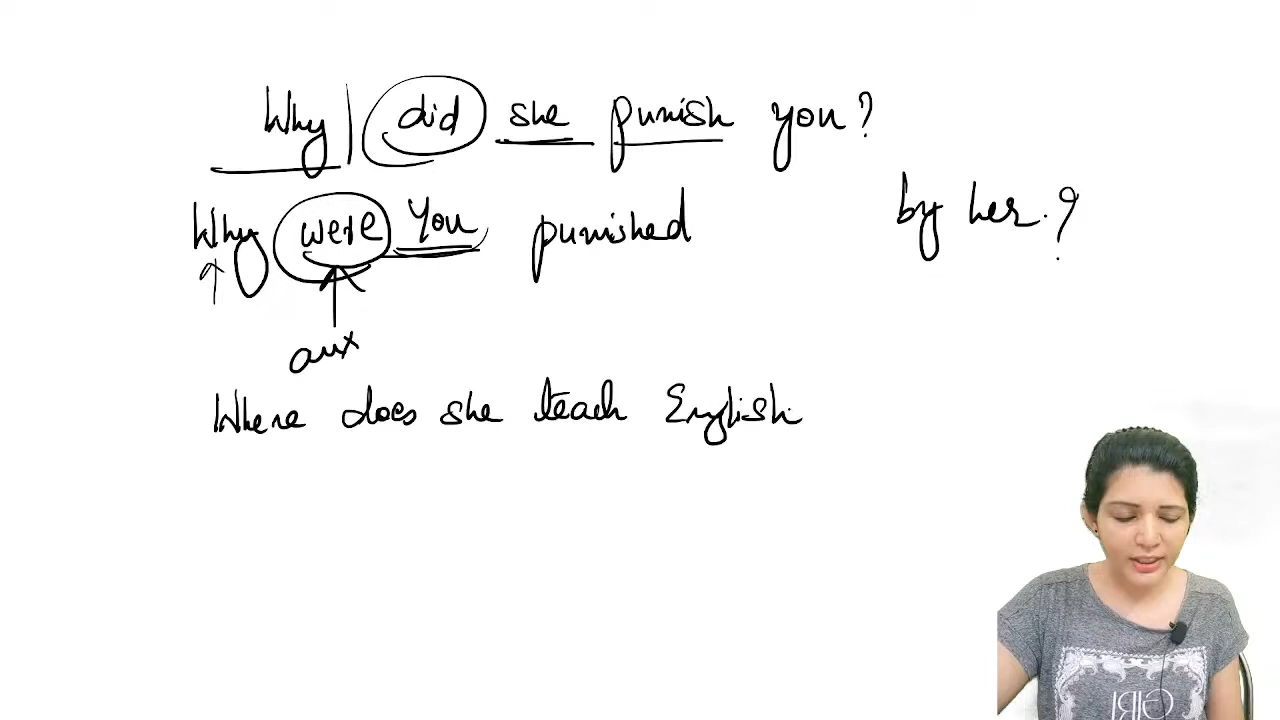 Why did she punish you?
Why were you punished by her.?
aux
Where does she teach English